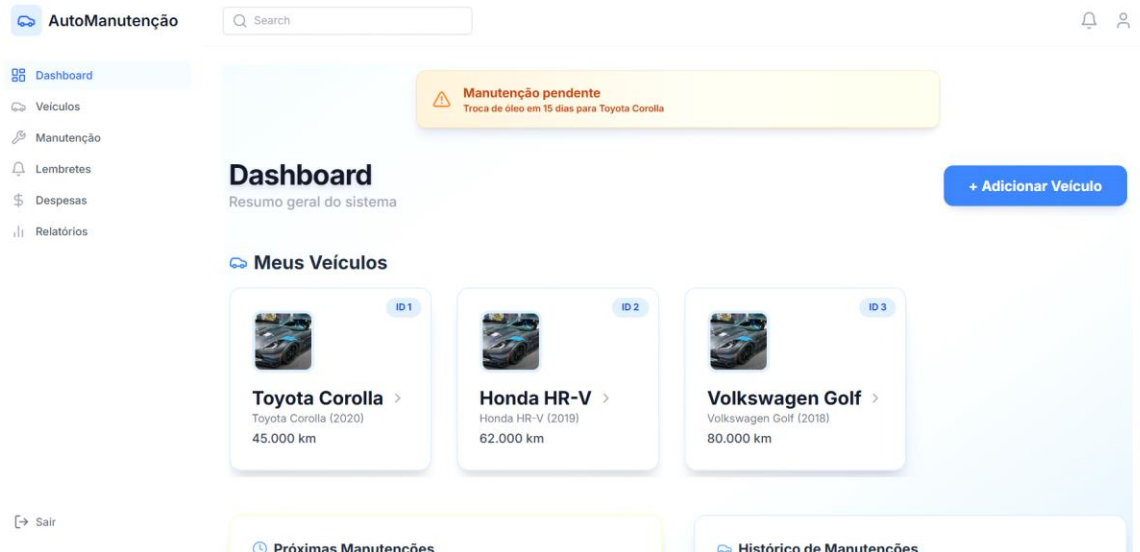 AutoManutenção
Search
Dashboard
Veículos
Manutenção
Lembretes
Despesas
Relatórios
Sair
Manutenção pendente
Troca de óleo em 15 dias para Toyota Corolla
Dashboard
Resumo geral do sistema
+ Adicionar Veículo
Meus Veículos
ID 1
Toyota Corolla
Toyota Corolla (2020)
45.000 km
ID 2
Honda HR-V
Honda HR-V (2019)
62.000 km
ID 3
Volkswagen Golf
Volkswagen Golf (2018)
80.000 km
Próximas Manutenções
Histórico de Manutenções